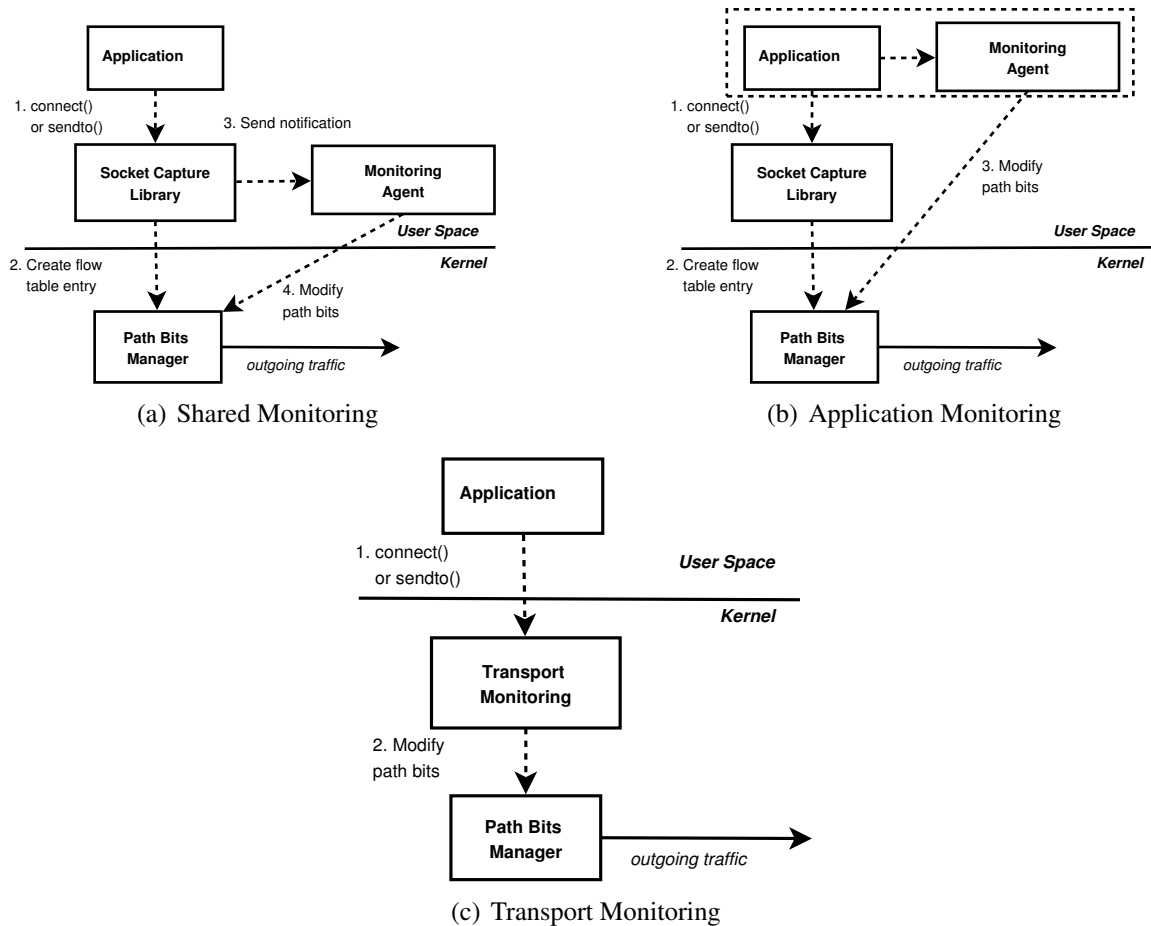 Application
1. connect()
or sendto()
3. Send notification
Socket Capture
Library
Monitoring
Agent
User Space
Kernel
2. Create flow
table entry
4. Modify
path bits
Path Bits
Manager
outgoing traffic
(a) Shared Monitoring
Application
Monitoring
Agent
1. connect()
or sendto()
Socket Capture
Library
3. Modify
path bits
User Space
Kernel
2. Create flow
table entry
Path Bits
Manager
outgoing traffic
(b) Application Monitoring
Application
1. connect()
or sendto()
User Space
Kernel
Transport
Monitoring
2. Modify
path bits
Path Bits
Manager
outgoing traffic
(c) Transport Monitoring